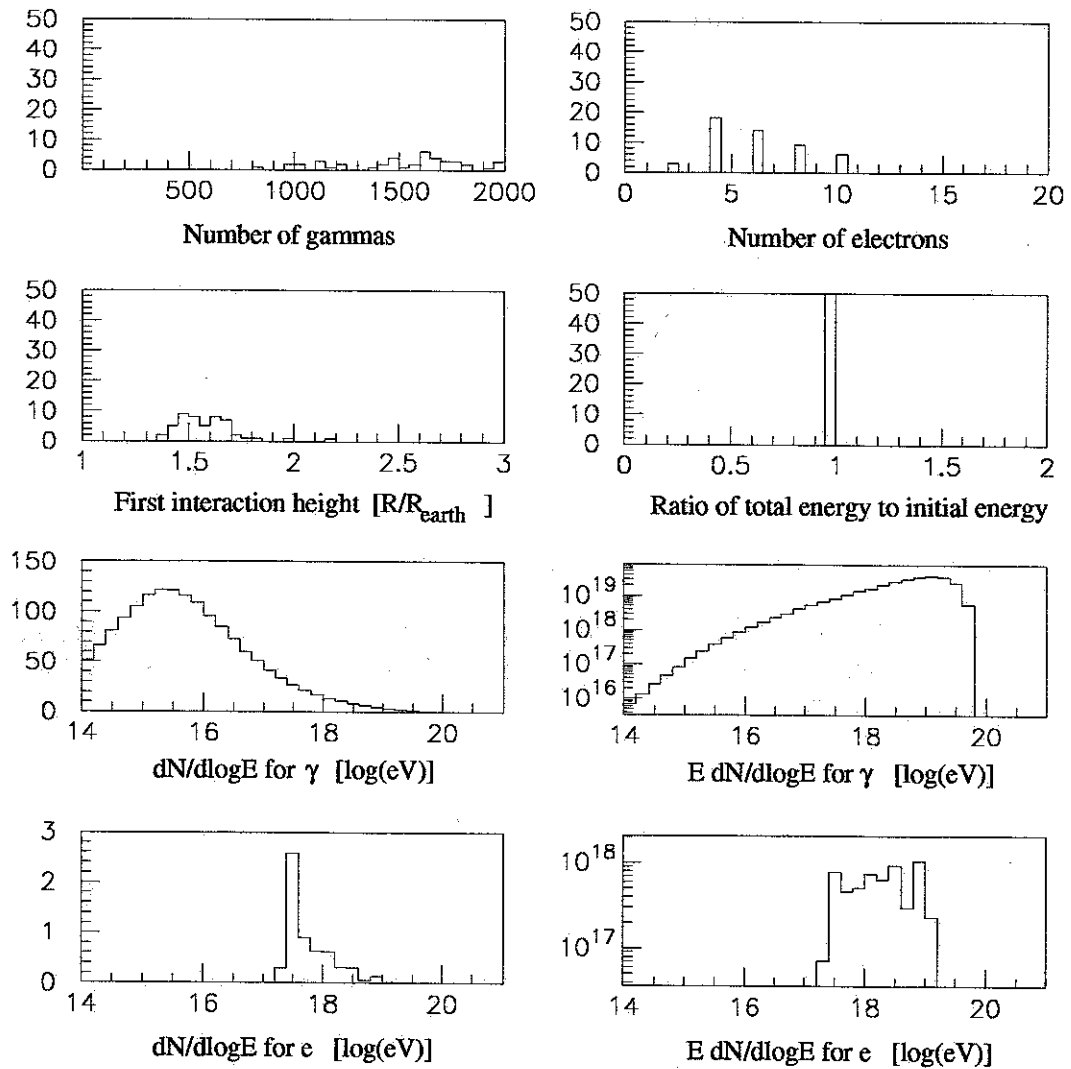 50
40
30
20
10
0
500 1000 1500 2000
Number of gammas
50
40
30
20
10
0
0 5 10 15 20
Number of electrons
50
40
30
20
10
0
1 1.5 2 2.5 3
First interaction height [R/R_earth ]
50
40
30
20
10
0
0 0.5 1 1.5 2
Ratio of total energy to initial energy
150
100
50
0
14 16 18 20
dN/dlogE for γ [log(eV)]
10^19
10^18
10^17
10^16
14 16 18 20
E dN/dlogE for γ [log(eV)]
3
2
1
0
14 16 18 20
dN/dlogE for e [log(eV)]
10^18
10^17
14 16 18 20
E dN/dlogE for e [log(eV)]